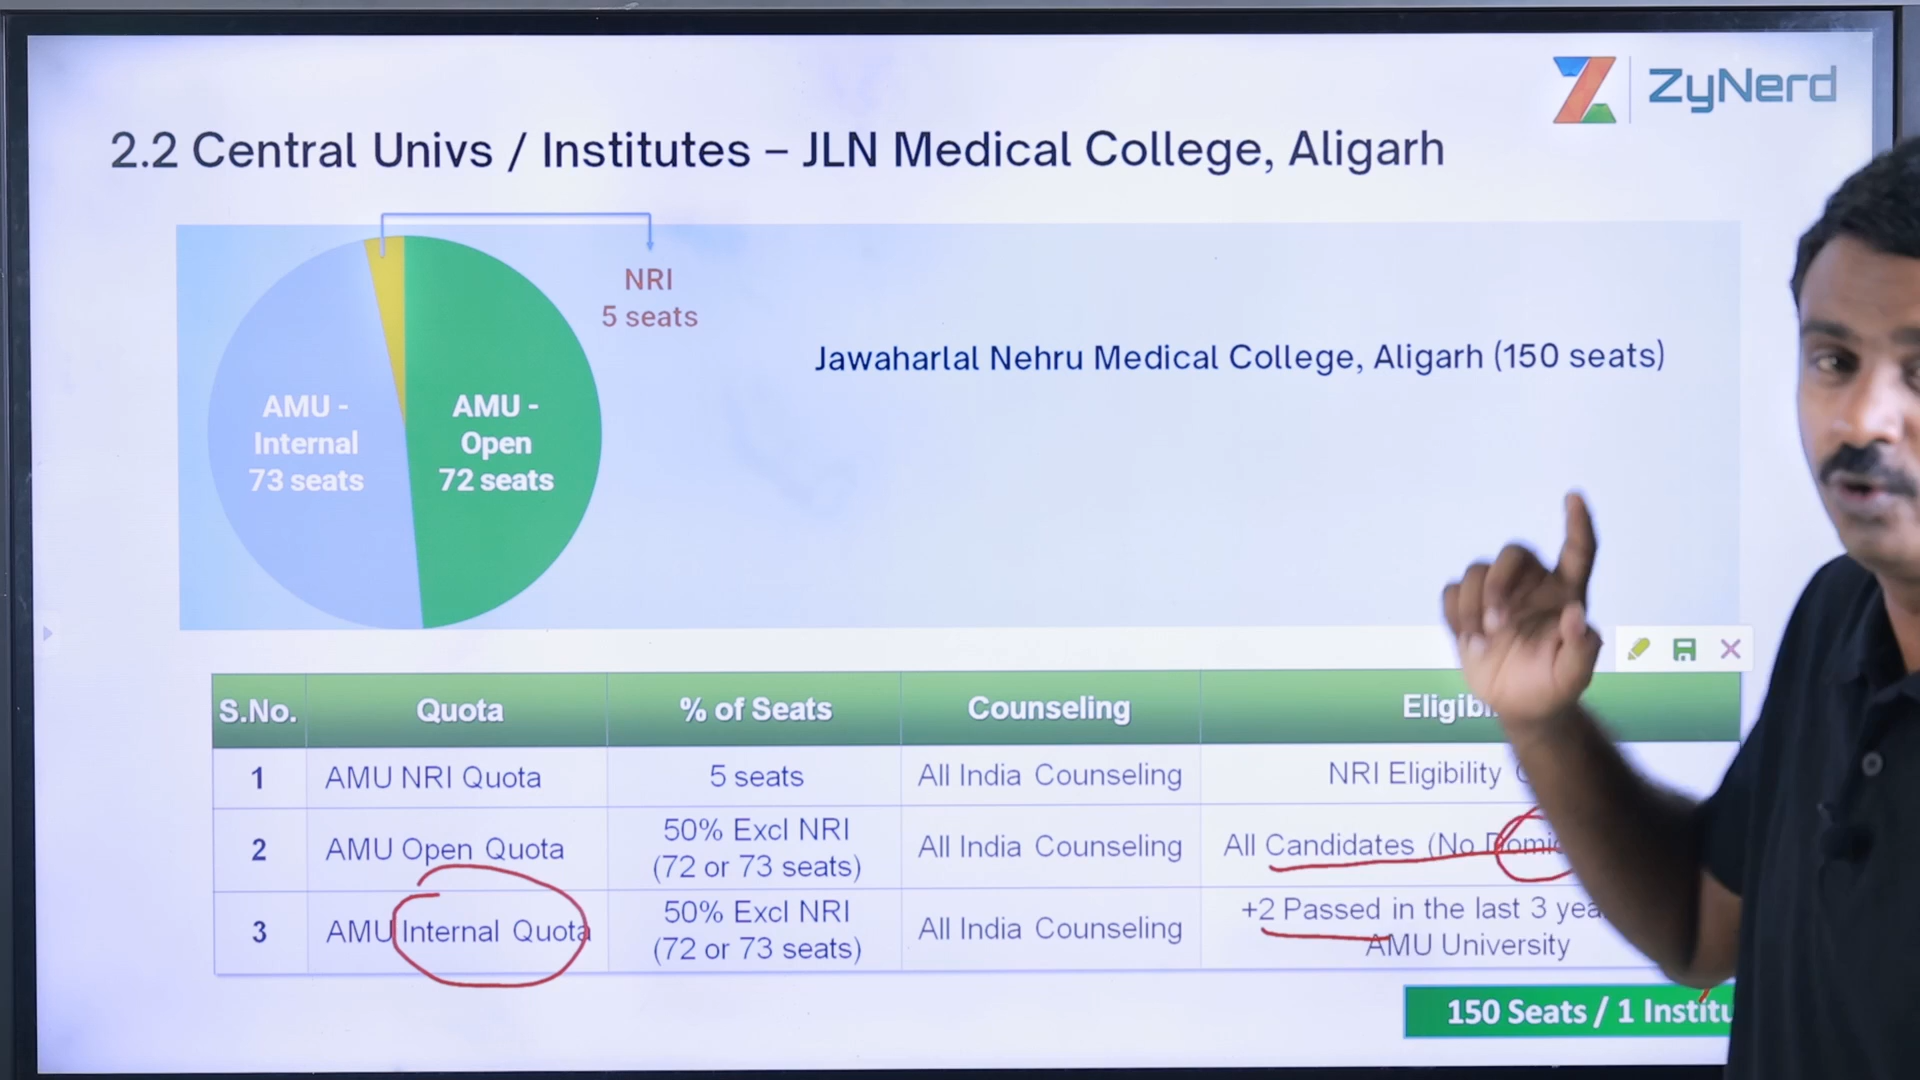 ZyNerd
2.2 Central Univs / Institutes – JLN Medical College, Aligarh
NRI
5 seats
AMU -
Internal
73 seats
AMU -
Open
72 seats
Jawaharlal Nehru Medical College, Aligarh (150 seats)
S.No. Quota % of Seats Counseling
1 AMU NRI Quota 5 seats All India Counseling NRI Eligibility
2 AMU Open Quota 50% Excl NRI All India Counseling All Candidates (No
(72 or 73 seats)
3 AMU Internal Quota 50% Excl NRI All India Counseling +2 Passed in the last 3
(72 or 73 seats) AMU University
150 Seats / 1